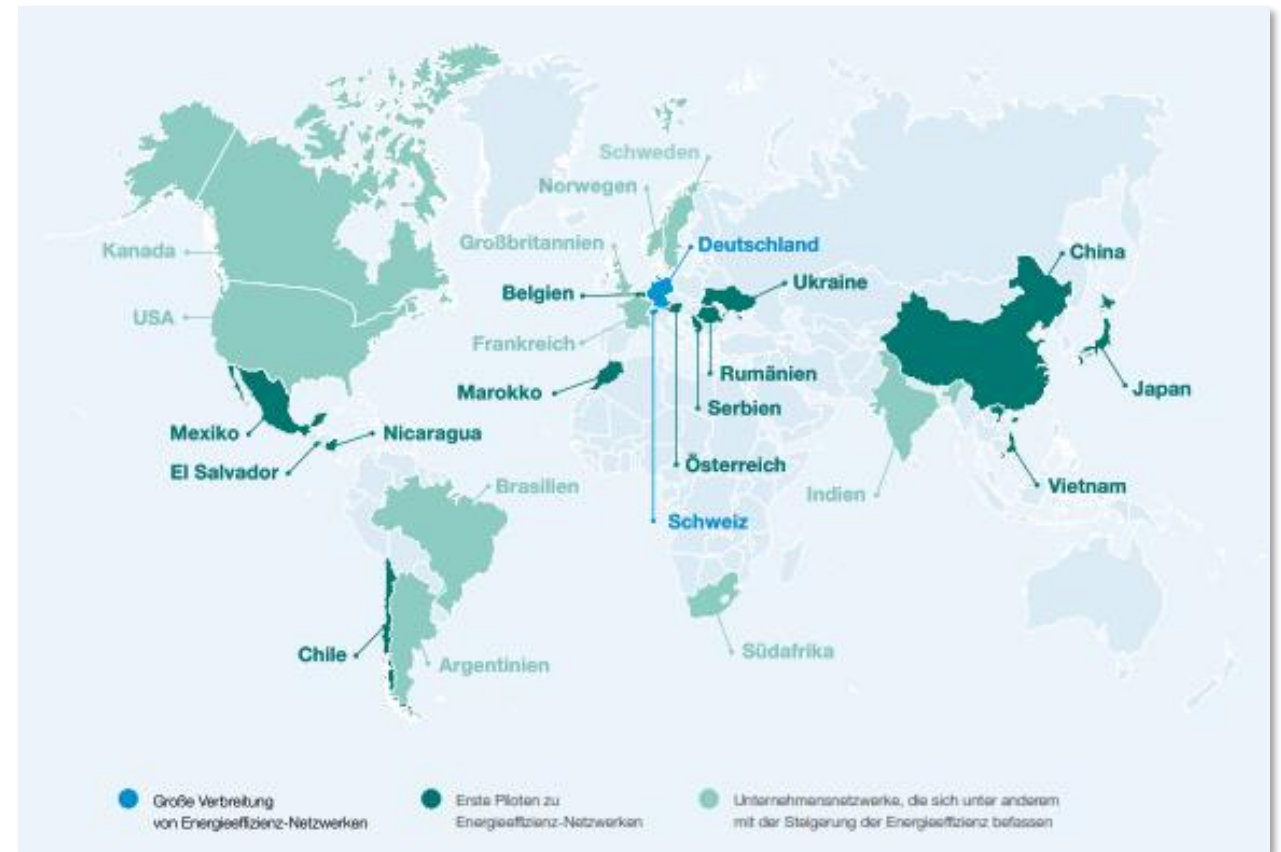 Schweden
Norwegen
Großbritannien
Deutschland
Kanada
China
Belgien
Ukraine
USA
Frankreich
Rumänien
Japan
Marokko
Serbien
Mexiko
Nicaragua
El Salvador
Österreich
Brasilien
Indien
Vietnam
Schweiz
Chile
Argentinien
Südafrika
Große Verbreitung
von Energieeffizienz-Netzwerken
Erste Piloten zu
Energieeffizienz-Netzwerken
Unternehmensnetzwerke, die sich unter anderem
mit der Steigerung der Energieeffizienz befassen